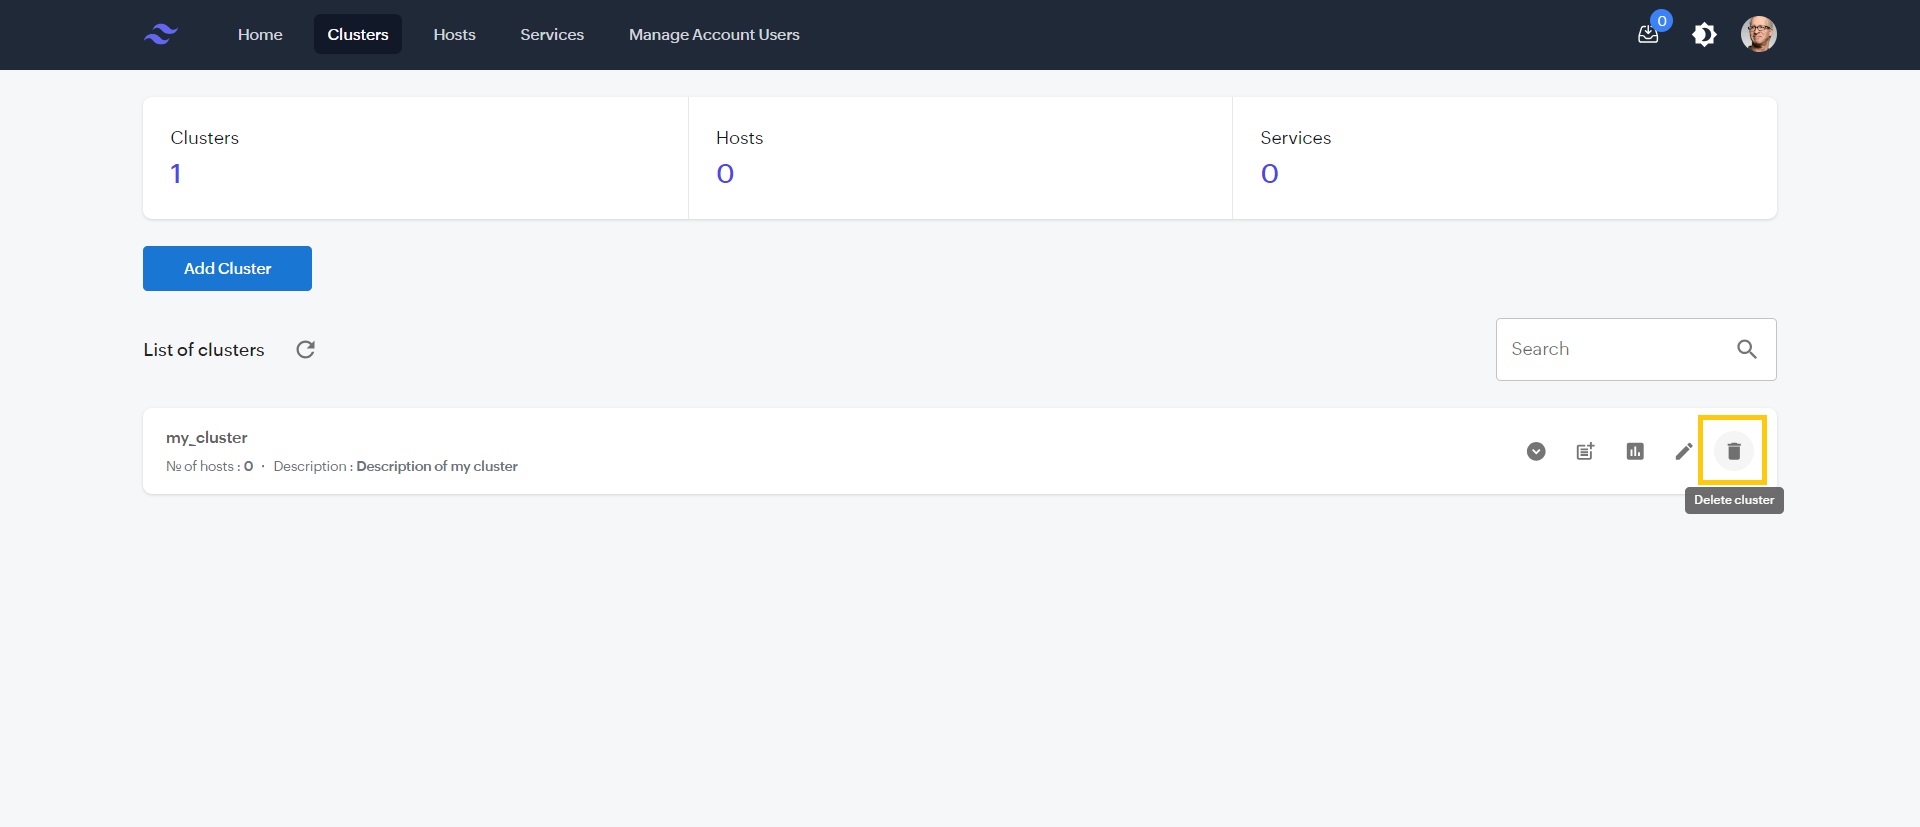 Home Clusters Hosts Services Manage Account Users 0
Clusters Hosts Services
1 0 0
Add Cluster
List of clusters Search
my_cluster
№ of hosts : 0 · Description : Description of my cluster
Delete cluster